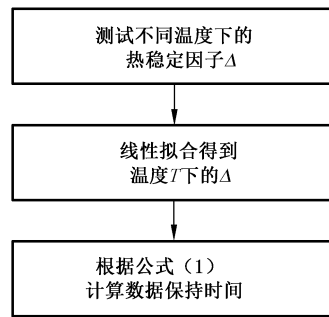 测试不同温度下的
热稳定因子Δ
线性拟合得到
温度T下的Δ
根据公式（1）
计算数据保持时间